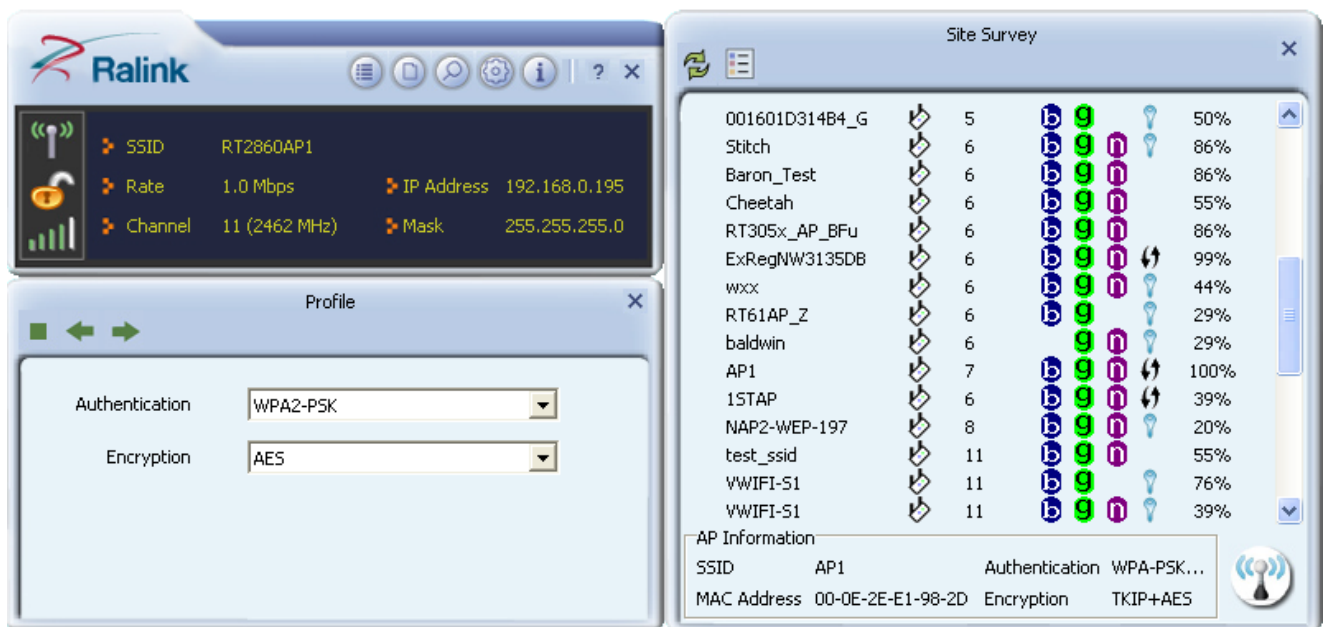 Ralink
? ×
SSID RT2860AP1
Rate 1.0 Mbps IP Address 192.168.0.195
Channel 11 (2462 MHz) Mask 255.255.255.0
Profile
Authentication WPA2-PSK
Encryption AES
Site Survey
001601D314B4_G 5 b g 50%
Stitch 6 b g n 86%
Baron_Test 6 b g n 86%
Cheetah 6 b g n 55%
RT305x_AP_BFu 6 b g n 86%
ExRegNW3135DB 6 b g n 99%
wxx 6 b g n 44%
RT61AP_Z 6 b g 29%
baldwin 6 g n 29%
AP1 7 b g n 100%
1STAP 6 b g n 39%
NAP2-WEP-197 8 b g n 20%
test_ssid 11 b g n 55%
VWIFI-S1 11 b g 76%
VWIFI-S1 11 b g n 39%
AP Information
SSID AP1 Authentication WPA-PSK...
MAC Address 00-0E-2E-E1-98-2D Encryption TKIP+AES